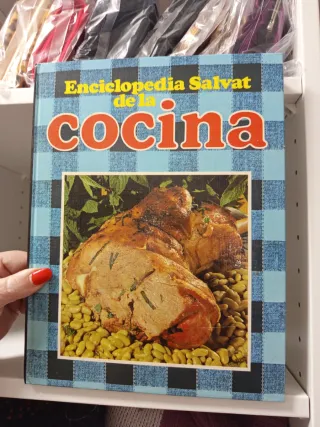 Enciclopedia Salvat
de la
cocina